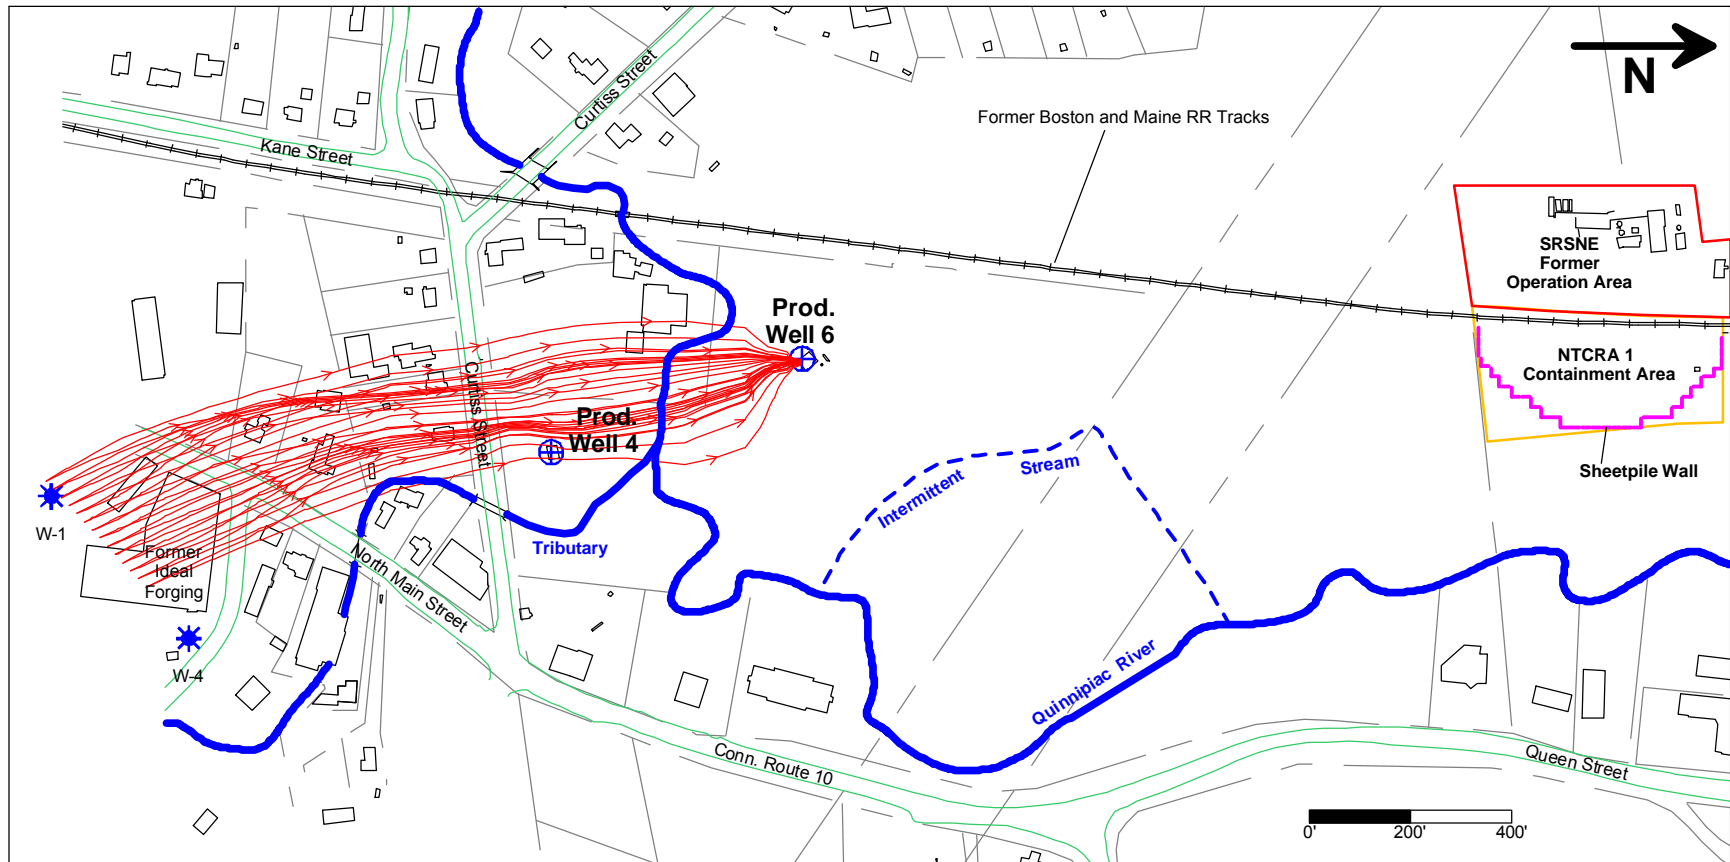 N
Curtiss Street
Former Boston and Maine RR Tracks
Kane Street
SRSNE
Former
Operation Area
Prod.
Well 6
NTCRA 1
Containment Area
Curtiss Street
Prod.
Well 4
Sheetpile Wall
Intermittent
Stream
W-1
Tributary
Former
Ideal
Forging
North Main Street
W-4
Quinnipiac River
Conn. Route 10
Queen Street
0'
200'
400'